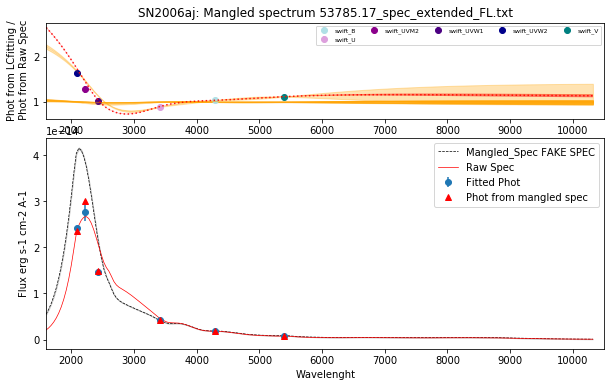 SN2006aj: Mangled spectrum 53785.17_spec_extended_FL.txt
Phot from LCfitting /
Phot from Raw Spec
2
1
swift_B
swift_U
swift_UVM2
swift_UVW1
swift_UVW2
swift_V
2000 3000 4000 5000 6000 7000 8000 9000 10000
1e−14
Flux erg s-1 cm-2 A-1
4
3
2
1
0
Mangled_Spec FAKE SPEC
Raw Spec
Fitted Phot
Phot from mangled spec
2000 3000 4000 5000 6000 7000 8000 9000 10000
Wavelenght